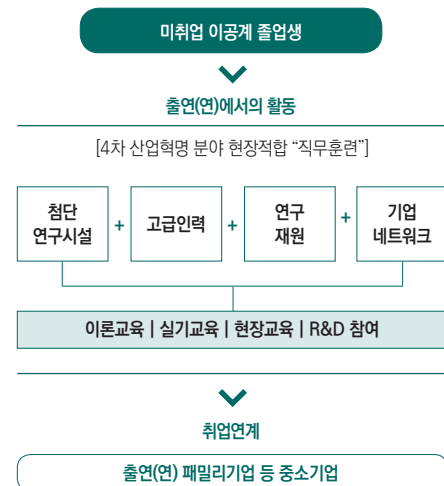 미취업 이공계 졸업생
출연(연)에서의 활동
[4차 산업혁명 분야 현장적합 “직무훈련”]
첨단
연구시설
+
고급인력
+
연구
재원
+
기업
네트워크
이론교육 | 실기교육 | 현장교육 | R&D 참여
취업연계
출연(연) 패밀리기업 등 중소기업